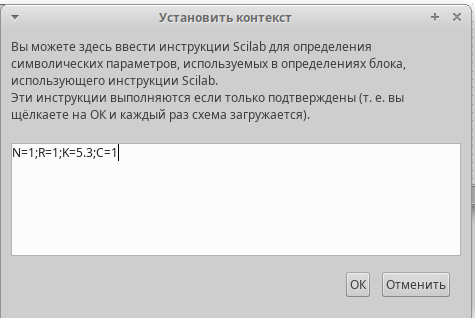 Установить контекст
Вы можете здесь ввести инструкции Scilab для определения
символических параметров, используемых в определениях блока,
использующего инструкции Scilab.
Эти инструкции выполняются если только подтверждены (т. е. вы
щёлкаете на ОК и каждый раз схема загружается).
N=1;R=1;K=5.3;C=1
ОК
Отменить